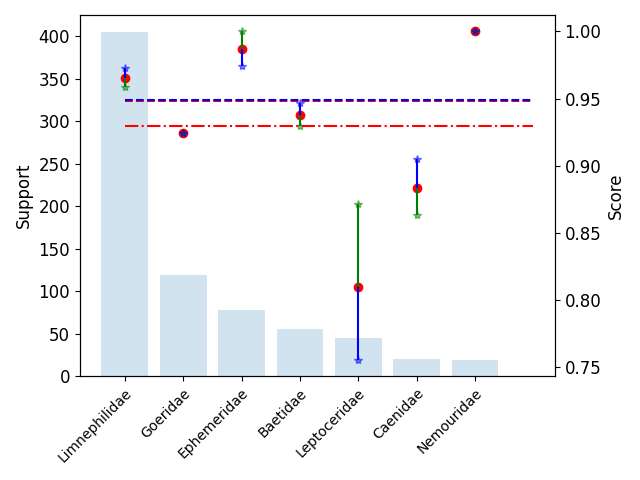 400
350
300
250
200
150
100
50
0
Support
1.00
0.95
0.90
0.85
0.80
0.75
Score
Limnephilidae
Goeridae
Ephemeridae
Baetidae
Leptoceridae
Caenidae
Nemouridae